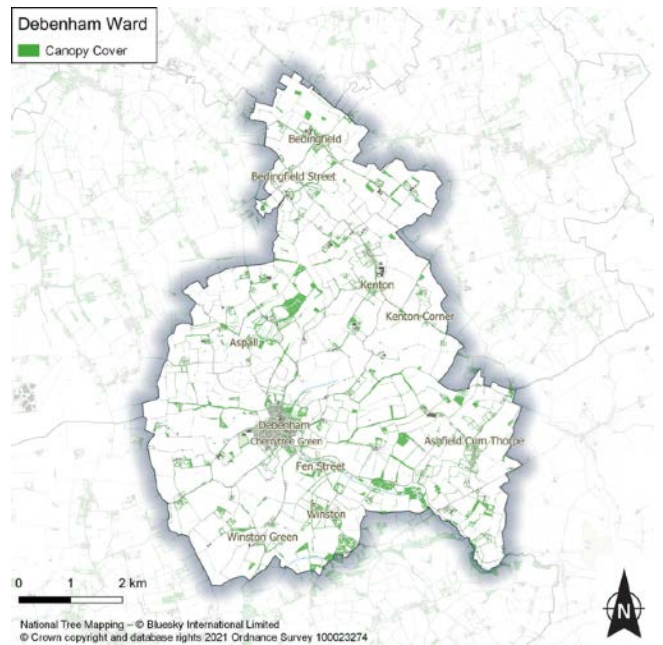 Debenham Ward
Canopy Cover
Bedingfield
Bedingfield Street
Kenton
Kenton Corner
Aspall
Debenham
Cherrytree Green
Ashfield Cum Thorpe
Fen Street
Winston
Winston Green
0 1 2 km
N
National Tree Mapping – © Bluesky International Limited
© Crown copyright and database rights 2021 Ordnance Survey 100023274